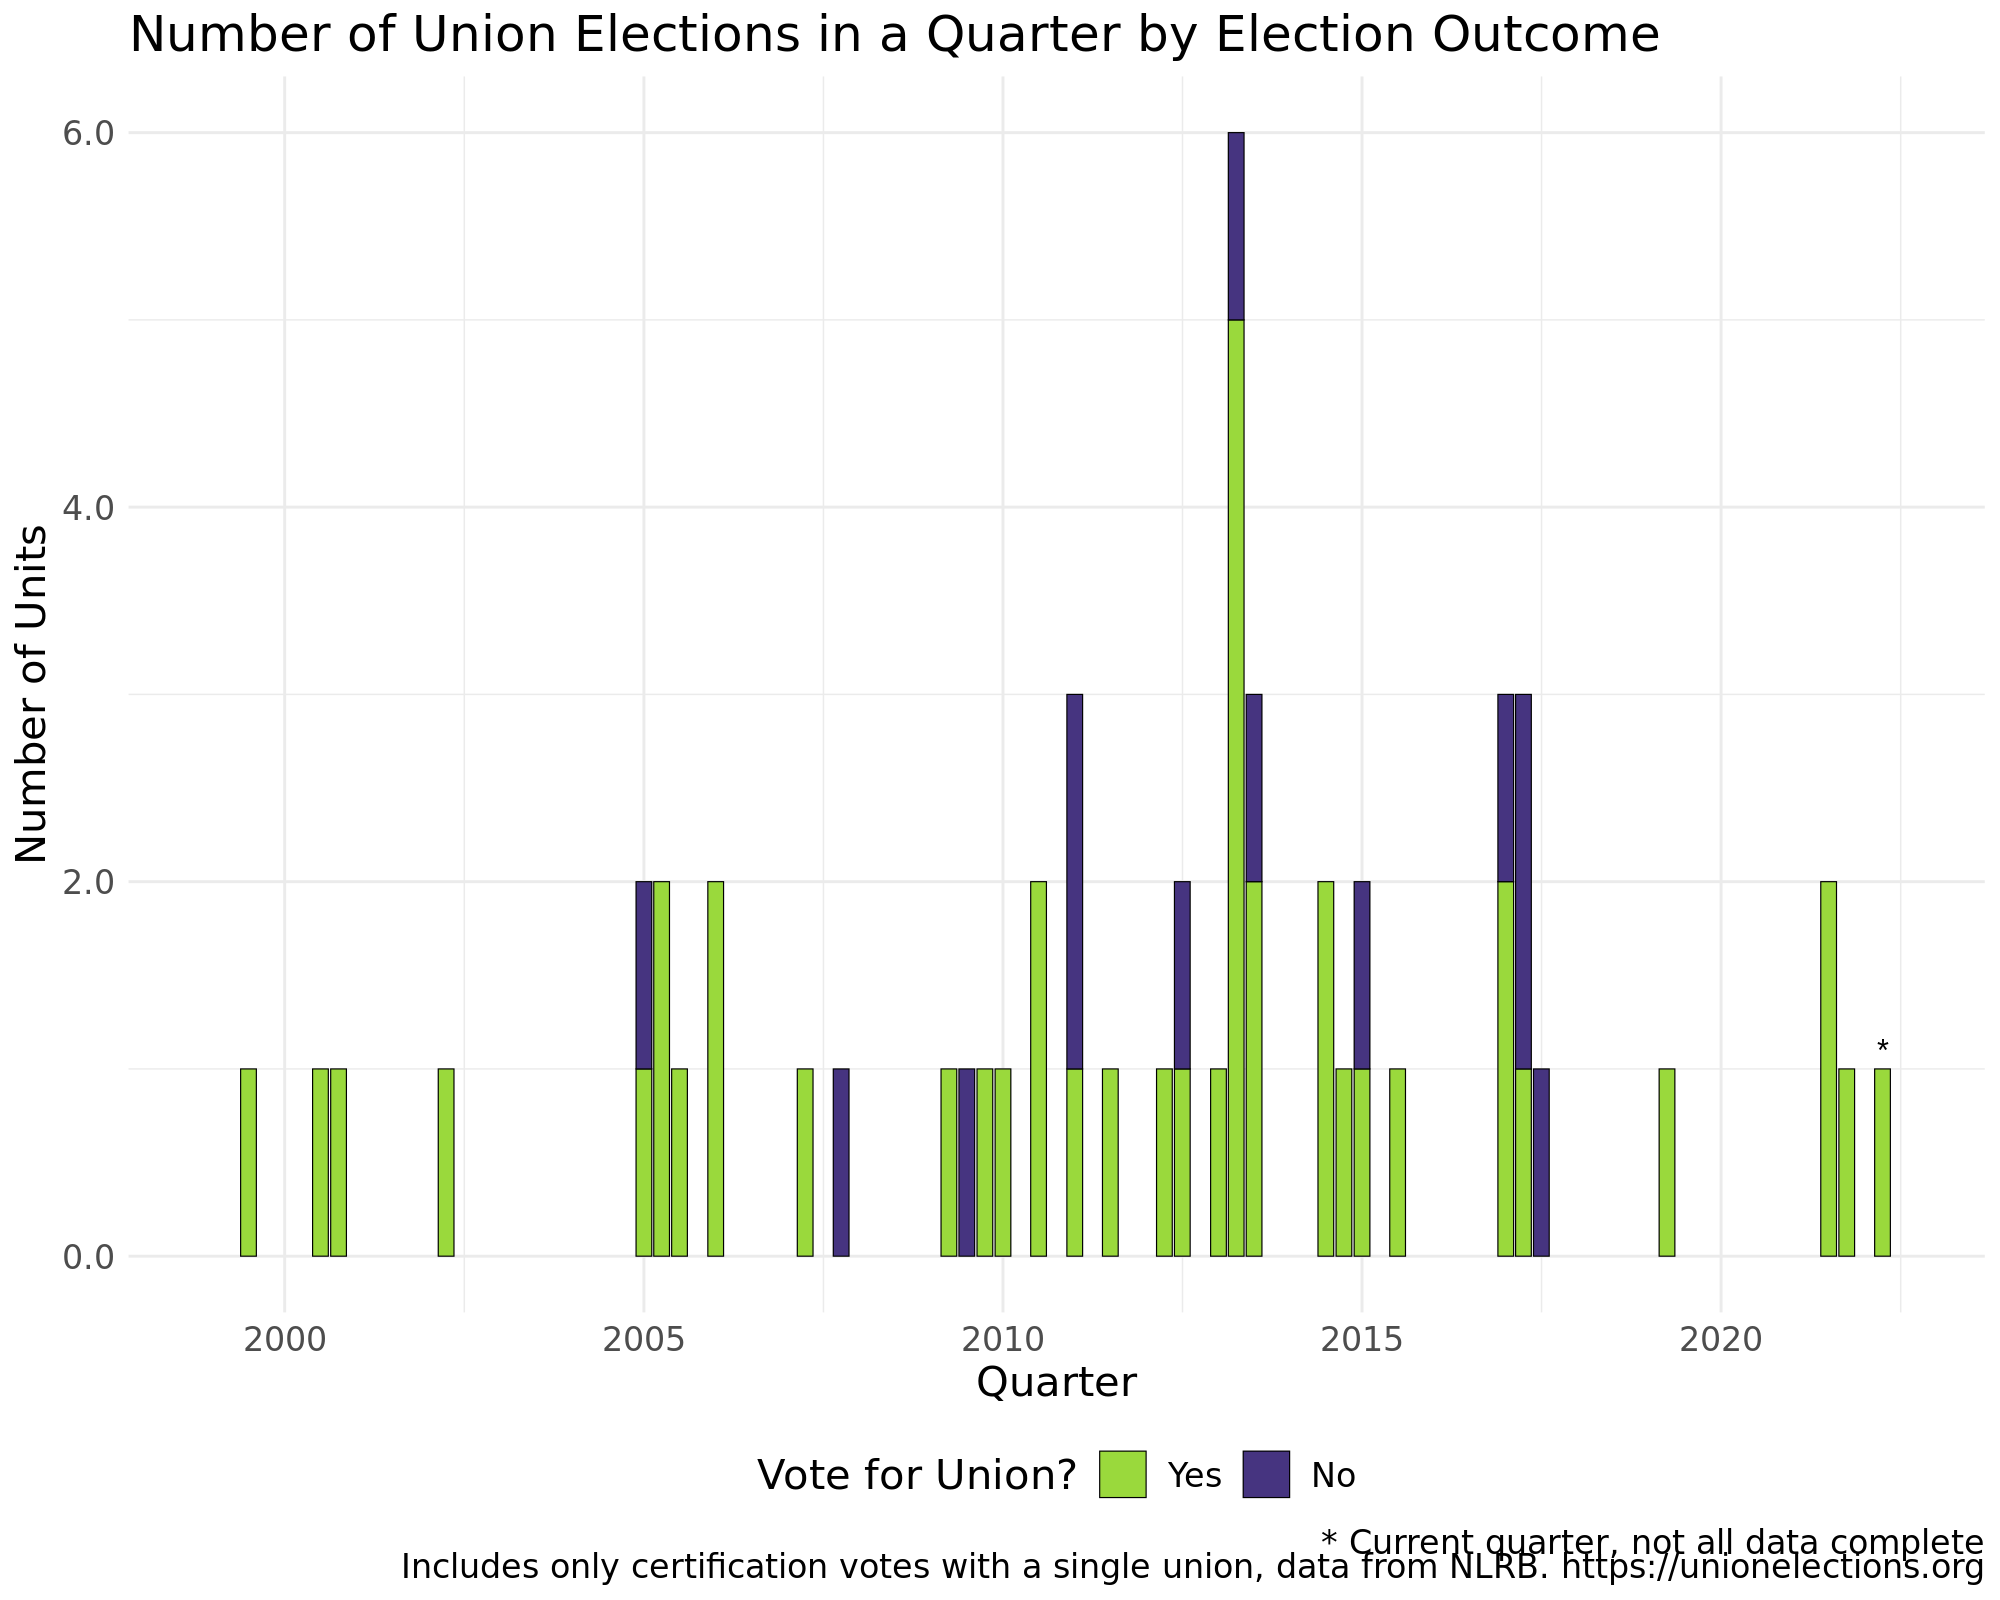 Number of Union Elections in a Quarter by Election Outcome
6.0
4.0
2.0
0.0
Number of Units
*
2000 2005 2010 2015 2020
Quarter
Vote for Union? Yes No
* Current quarter, not all data complete
Includes only certification votes with a single union, data from NLRB. https://unionelections.org